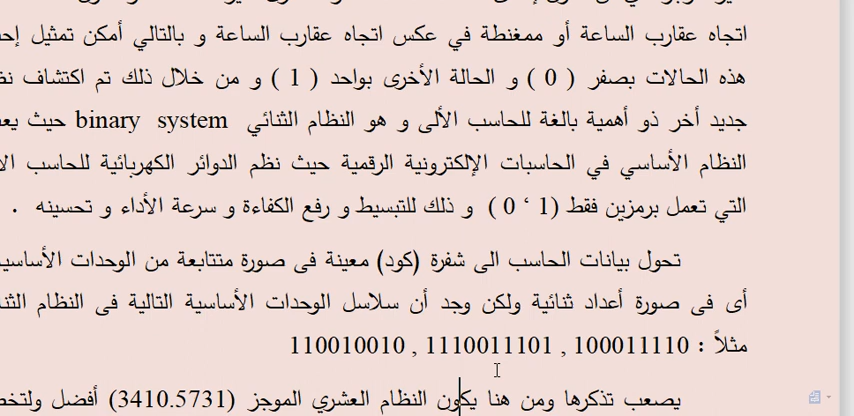 اتجاه عقارب الساعة أو ممغنطة في عكس اتجاه عقارب الساعة و بالتالي أمكن تمثيل
هذه الحالات بصفر ( 0 ) و الحالة الأخرى بواحد ( 1 ) و من خلال ذلك تم اكتشاف
جديد أخر ذو أهمية بالغة للحاسب الألى و هو النظام الثنائي binary system حيث
النظام الأساسي في الحاسبات الإلكترونية الرقمية حيث نظم الدوائر الكهربائية للحاسب
التي تعمل برمزين فقط (1 ‘ 0 ) و ذلك للتبسيط و رفع الكفاءة و سرعة الأداء و تحسينه .
تحول بيانات الحاسب الى شفرة (كود) معينة فى صورة متتابعة من الوحدات
أى فى صورة أعداد ثنائية ولكن وجد أن سلاسل الوحدات الأساسية التالية فى النظام
مثلاً : 100011110 , 1110011101 , 110010010
يصعب تذكرها ومن هنا يكون النظام العشري الموجز (3410.5731) أفضل